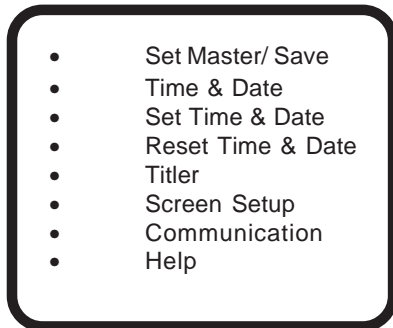 • Set Master/ Save
• Time & Date
• Set Time & Date
• Reset Time & Date
• Titler
• Screen Setup
• Communication
• Help